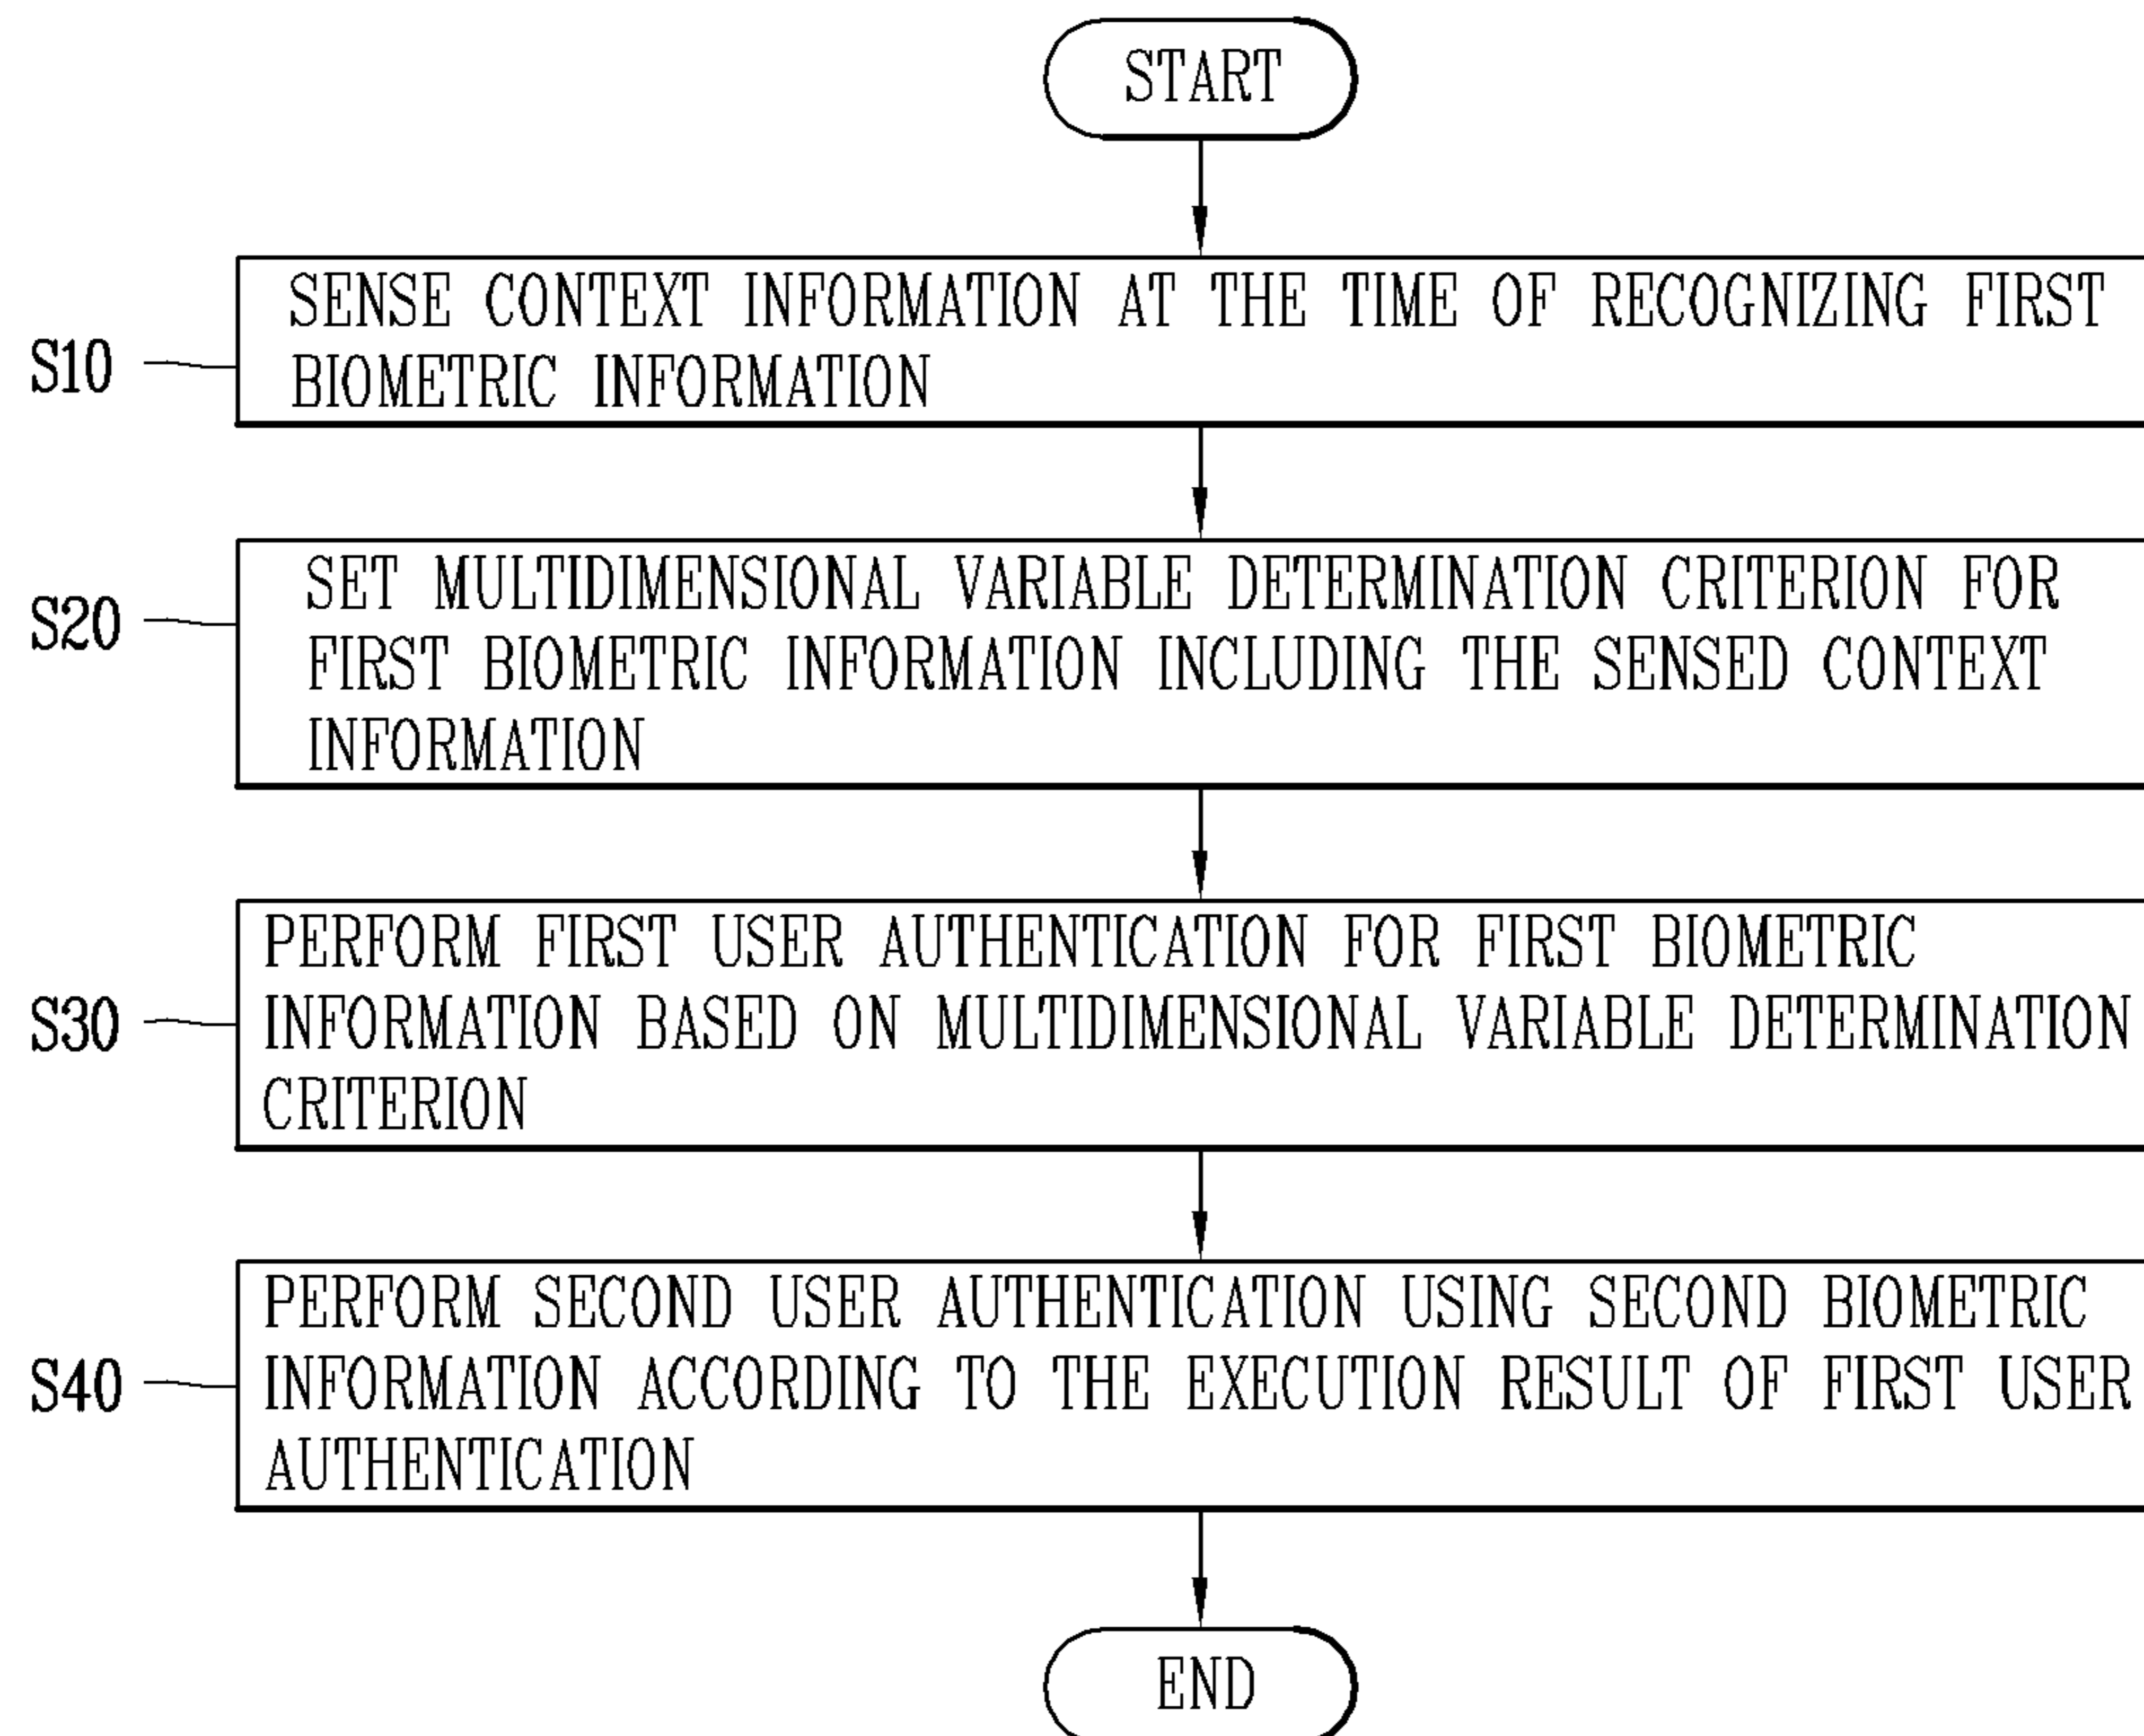 START
SENSE CONTEXT INFORMATION AT THE TIME OF RECOGNIZING FIRST
S10
BIOMETRIC INFORMATION
SET MULTIDIMENSIONAL VARIABLE DETERMINATION CRITERION FOR
S20
FIRST BIOMETRIC INFORMATION INCLUDING THE SENSED CONTEXT
INFORMATION
PERFORM FIRST USER AUTHENTICATION FOR FIRST BIOMETRIC
S30
INFORMATION BASED ON MULTIDIMENSIONAL VARIABLE DETERMINATION
CRITERION
PERFORM SECOND USER AUTHENTICATION USING SECOND BIOMETRIC
S40
INFORMATION ACCORDING TO THE EXECUTION RESULT OF FIRST USER
AUTHENTICATION
END